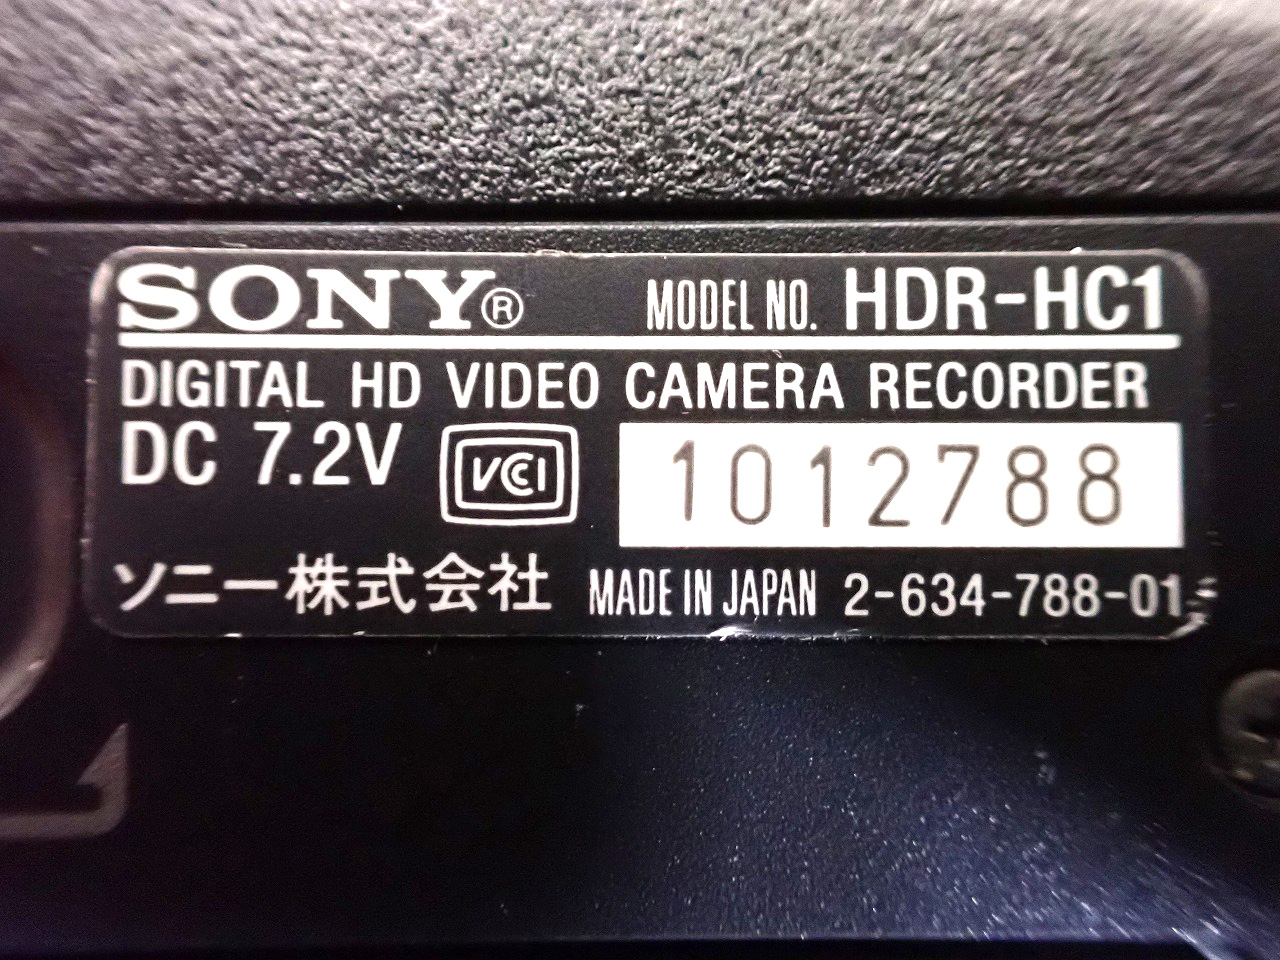 SONY® MODEL NO. HDR-HC1
DIGITAL HD VIDEO CAMERA RECORDER
DC 7.2V VCCI 1012788
ソニー株式会社 MADE IN JAPAN 2-634-788-01